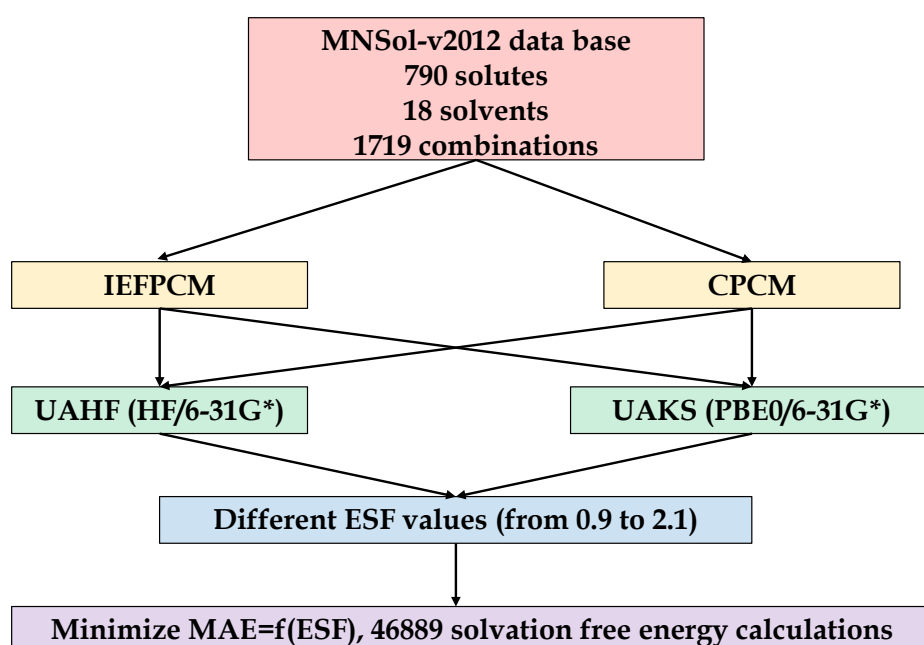 MNSol-v2012 data base
790 solutes
18 solvents
1719 combinations
IEFPCM
CPCM
UAHF (HF/6-31G*)
UAKS (PBE0/6-31G*)
Different ESF values (from 0.9 to 2.1)
Minimize MAE=f(ESF), 46889 solvation free energy calculations